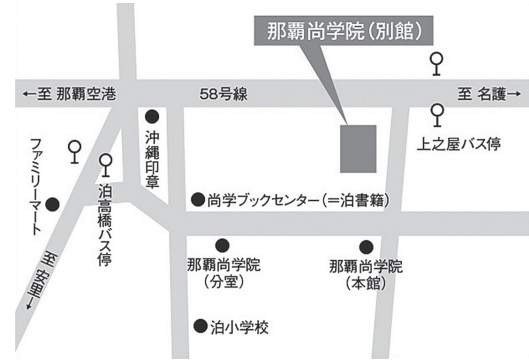 那覇尚学院(別館)
←至 那覇空港
58号線
至 名護→
上之屋バス停
沖縄印章
ファミリーマート
泊高橋バス停
尚学ブックセンター(=泊書籍)
那覇尚学院
(分室)
那覇尚学院
(本館)
至 安里→
泊小学校